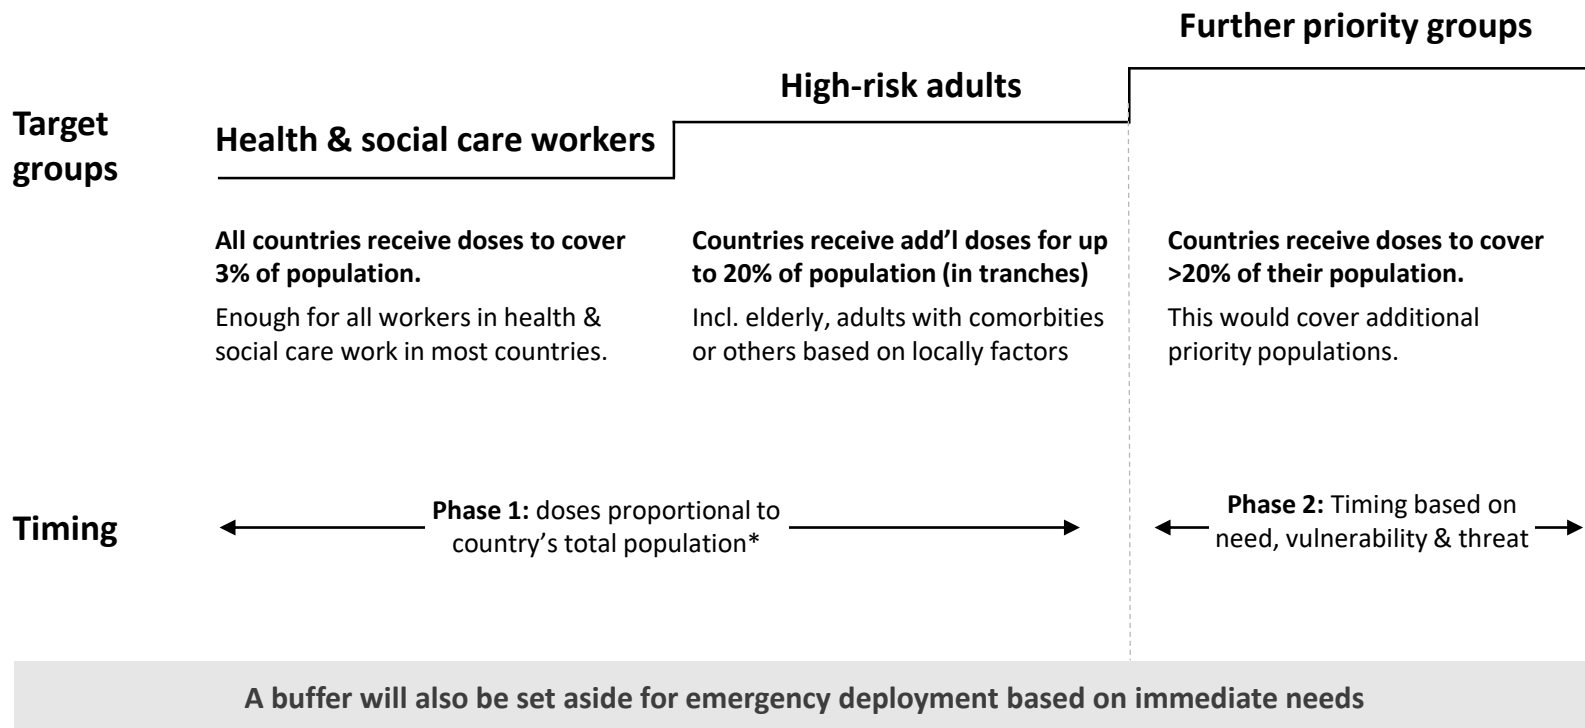 Further priority groups
High-risk adults
Target
groups
Health & social care workers
All countries receive doses to cover
3% of population.
Enough for all workers in health &
social care work in most countries.
Countries receive add’l doses for up
to 20% of population (in tranches)
Incl. elderly, adults with comorbities
or others based on locally factors
Countries receive doses to cover
>20% of their population.
This would cover additional
priority populations.
Timing
Phase 1: doses proportional to
country’s total population*
Phase 2: Timing based on
need, vulnerability & threat
A buffer will also be set aside for emergency deployment based on immediate needs